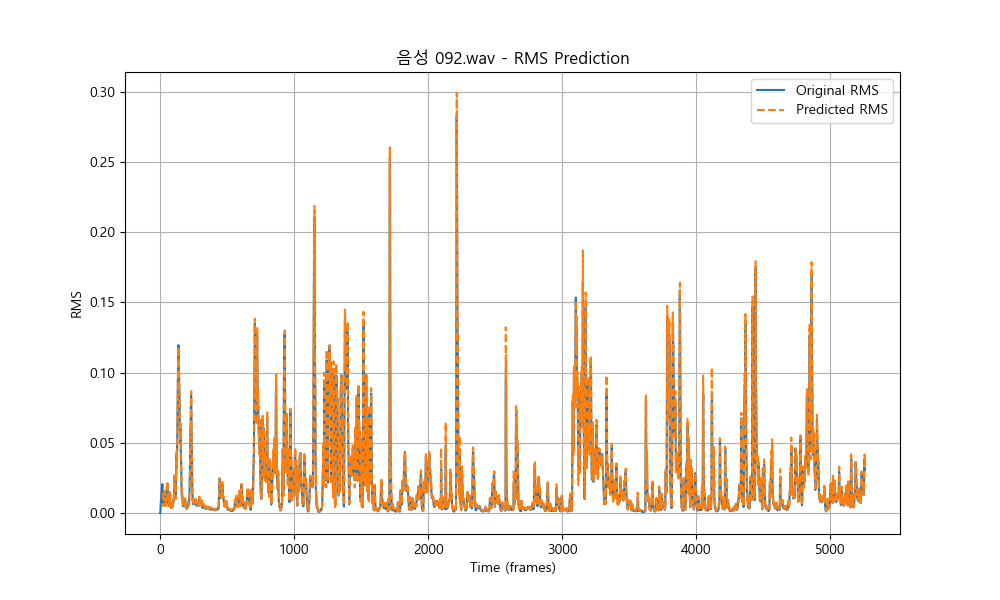 음성 092.wav - RMS Prediction
Original RMS
Predicted RMS
0.30
0.25
0.20
0.15
0.10
0.05
0.00
RMS
0 1000 2000 3000 4000 5000
Time (frames)